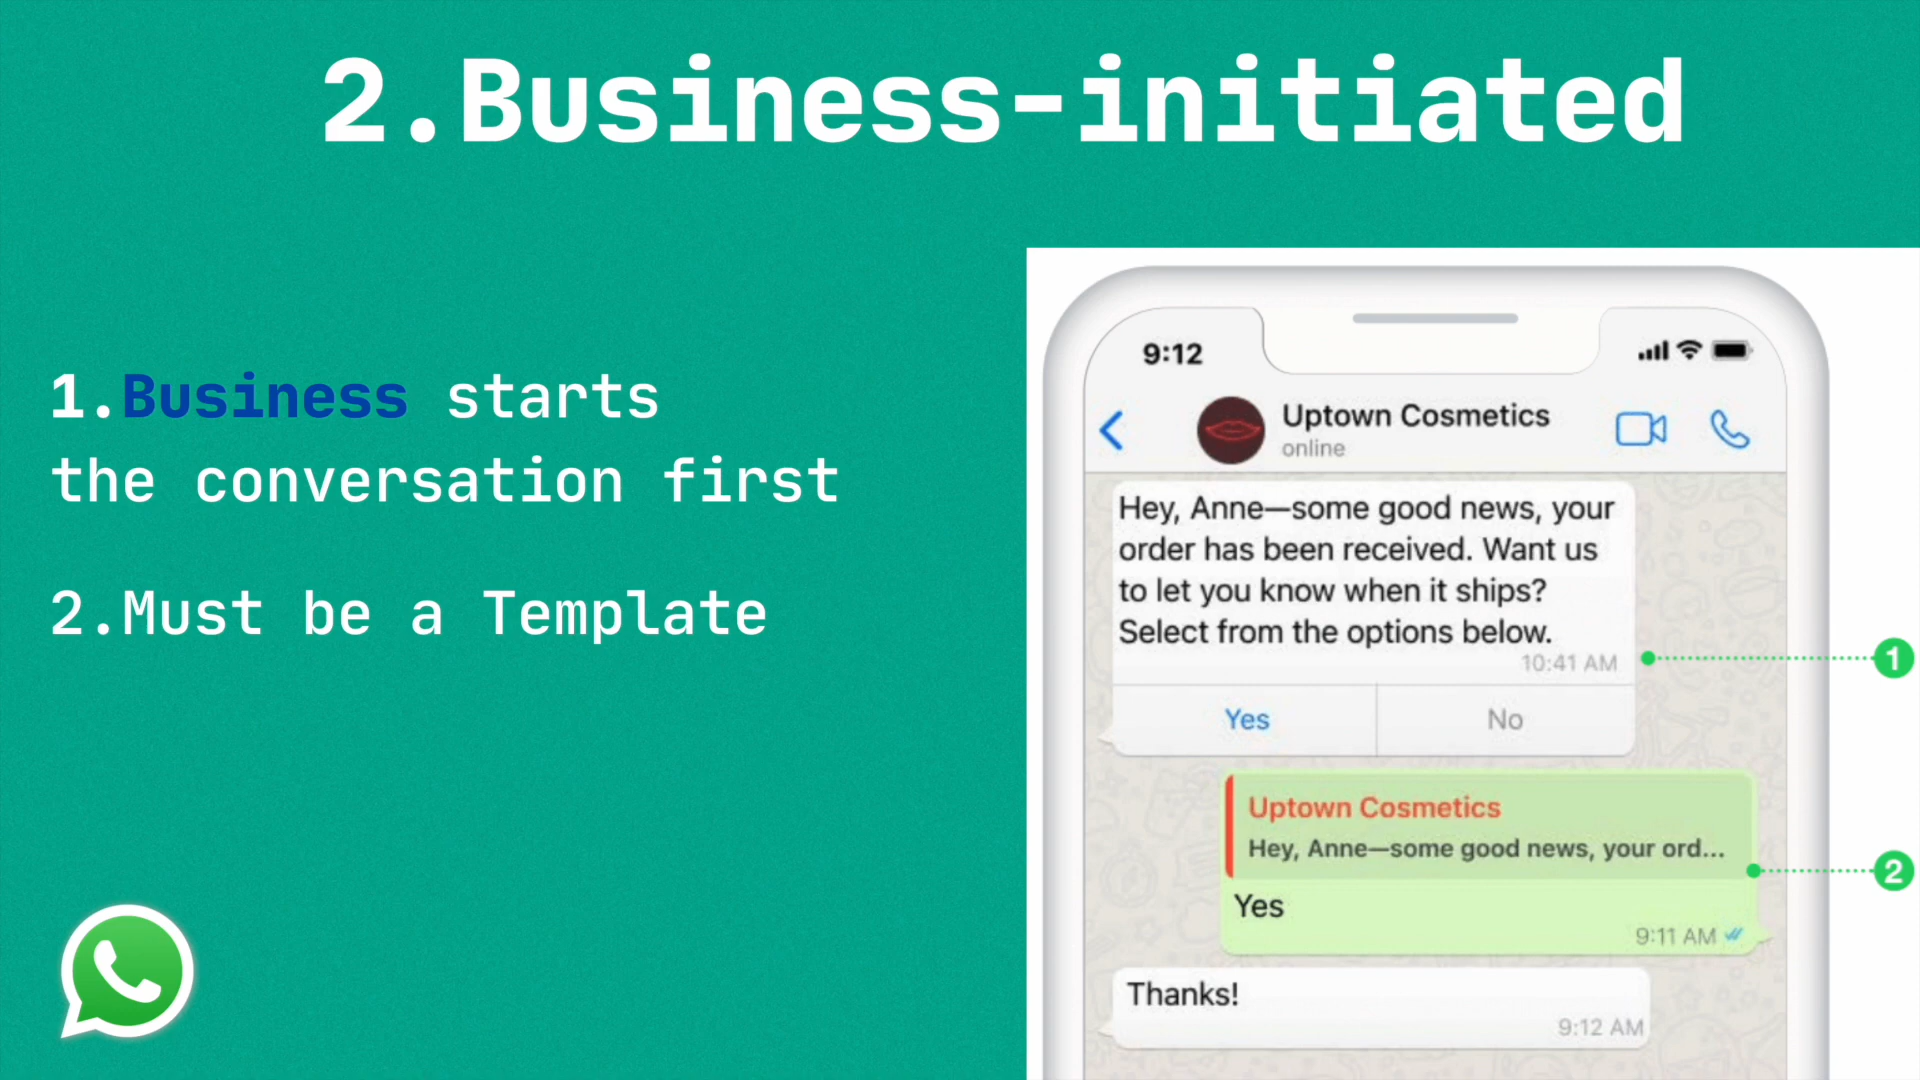 2.Business-initiated
1.Business starts
the conversation first
2.Must be a Template
9:12
Uptown Cosmetics
online
Hey, Anne—some good news, your
order has been received. Want us
to let you know when it ships?
Select from the options below.
10:41 AM
1
Yes
No
Uptown Cosmetics
Hey, Anne—some good news, your ord...
2
Yes
9:11 AM
Thanks!
9:12 AM